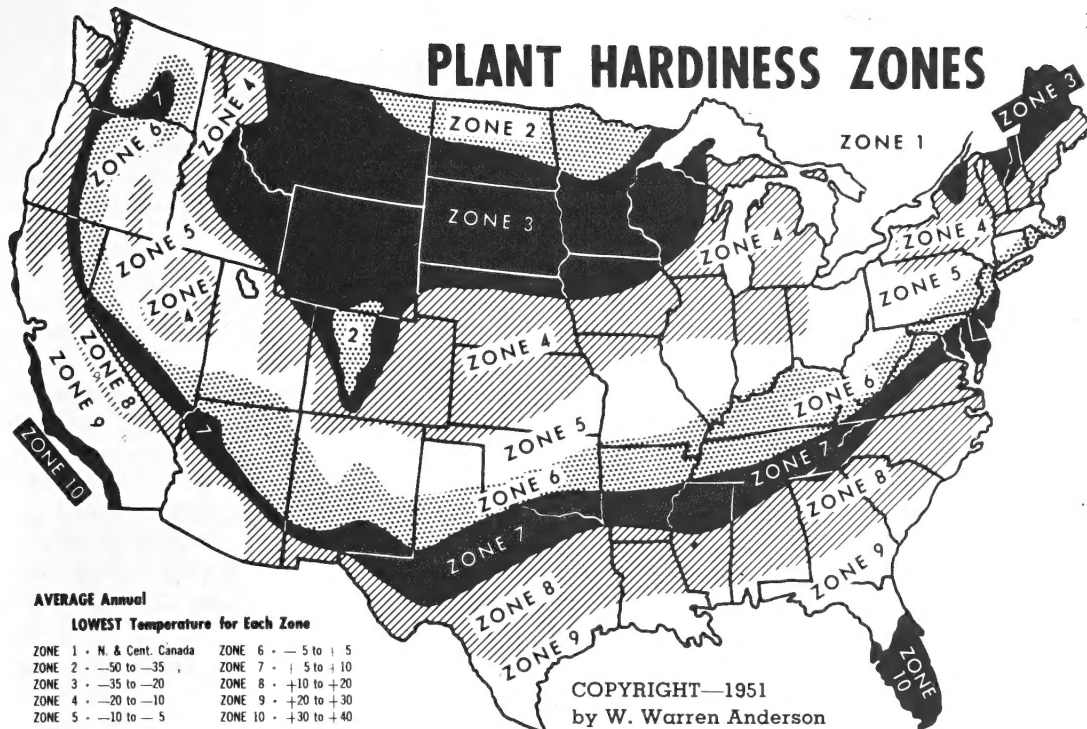 PLANT HARDINESS ZONES
ZONE 3
ZONE 1
ZONE 2
ZONE 4
7
ZONE 6
ZONE 3
ZONE 4
ZONE 4
ZONE 5
ZONE 5
ZONE 4
2
ZONE 4
ZONE 8
ZONE 9
ZONE 6
ZONE 5
7
ZONE 10
ZONE 6
ZONE 7
ZONE 7
ZONE 8
ZONE 8
ZONE 9
ZONE 9
ZONE 10
AVERAGE Annual
LOWEST Temperature for Each Zone
ZONE 1 - N. & Cent. Canada ZONE 6 - — 5 to + 5
ZONE 2 - —50 to —35 ZONE 7 - + 5 to +10
ZONE 3 - —35 to —20 ZONE 8 - +10 to +20
ZONE 4 - —20 to —10 ZONE 9 - +20 to +30
ZONE 5 - —10 to — 5 ZONE 10 - +30 to +40
COPYRIGHT—1951
by W. Warren Anderson